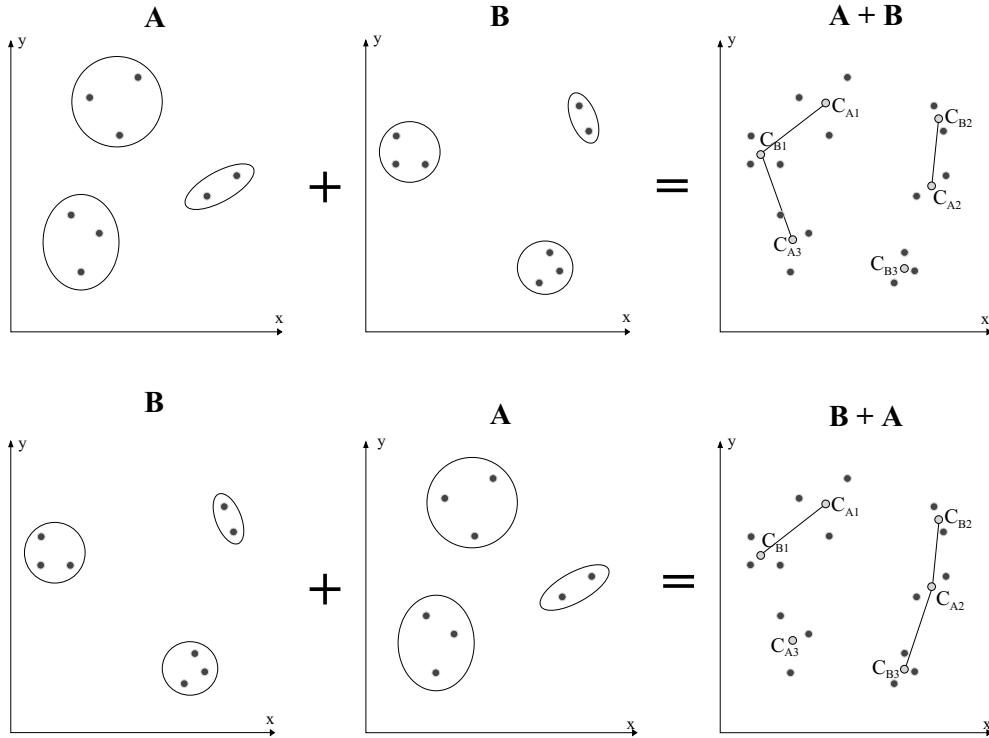 A
B
A + B
y
y
y
C_A1
C_B1
C_B2
+
=
C_A2
C_A3
C_B3
x
x
x
B
A
B + A
y
y
y
C_A1
C_B2
C_B1
+
=
C_A2
C_A3
C_B3
x
x
x